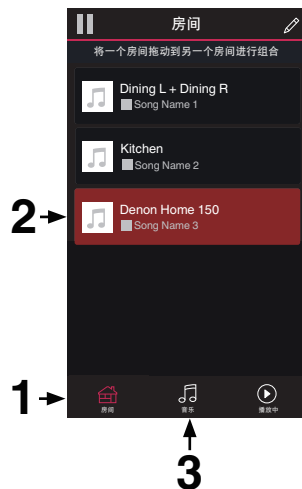 房间
将一个房间拖动到另一个房间进行组合
Dining L + Dining R
Song Name 1
Kitchen
Song Name 2
2
Denon Home 150
Song Name 3
1
房间
音乐
播放中
3